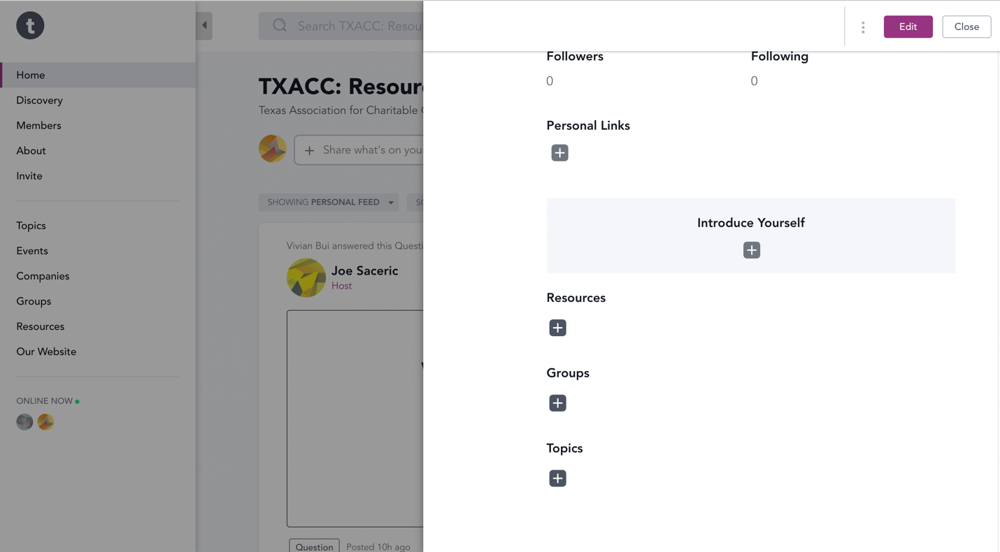 t
Home
Discovery
Members
About
Invite
Topics
Events
Companies
Groups
Resources
Our Website
ONLINE NOW
Search TXACC: Resou
TXACC: Resour
Texas Association for Charitable
+ Share what's on you
SHOWING PERSONAL FEED
Vivian Bui answered this Questi
Joe Saceric
Host
Question Posted 10h ago
Edit
Close
Followers
0
Following
0
Personal Links
+
Introduce Yourself
+
Resources
+
Groups
+
Topics
+